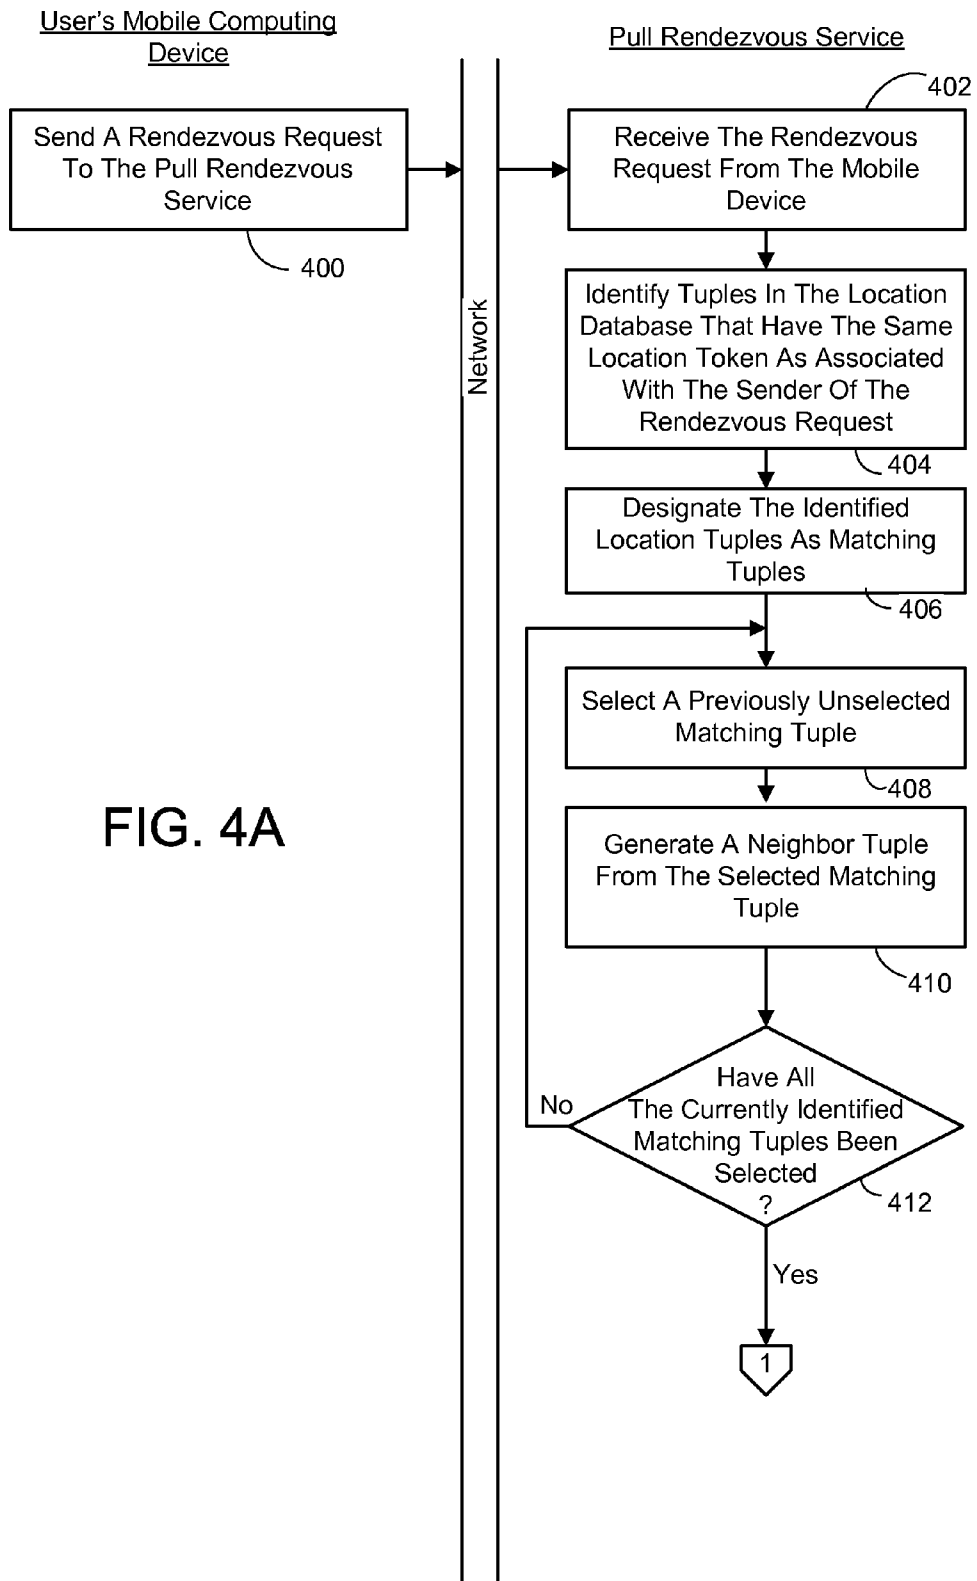 User's Mobile Computing
Device
Pull Rendezvous Service
402
Send A Rendezvous Request
To The Pull Rendezvous
Service
400
Network
Receive The Rendezvous
Request From The Mobile
Device
Identify Tuples In The Location
Database That Have The Same
Location Token As Associated
With The Sender Of The
Rendezvous Request
404
Designate The Identified
Location Tuples As Matching
Tuples
406
Select A Previously Unselected
Matching Tuple
408
FIG. 4A
Generate A Neighbor Tuple
From The Selected Matching
Tuple
410
Have All
The Currently Identified
Matching Tuples Been
Selected
?
No
412
Yes
1